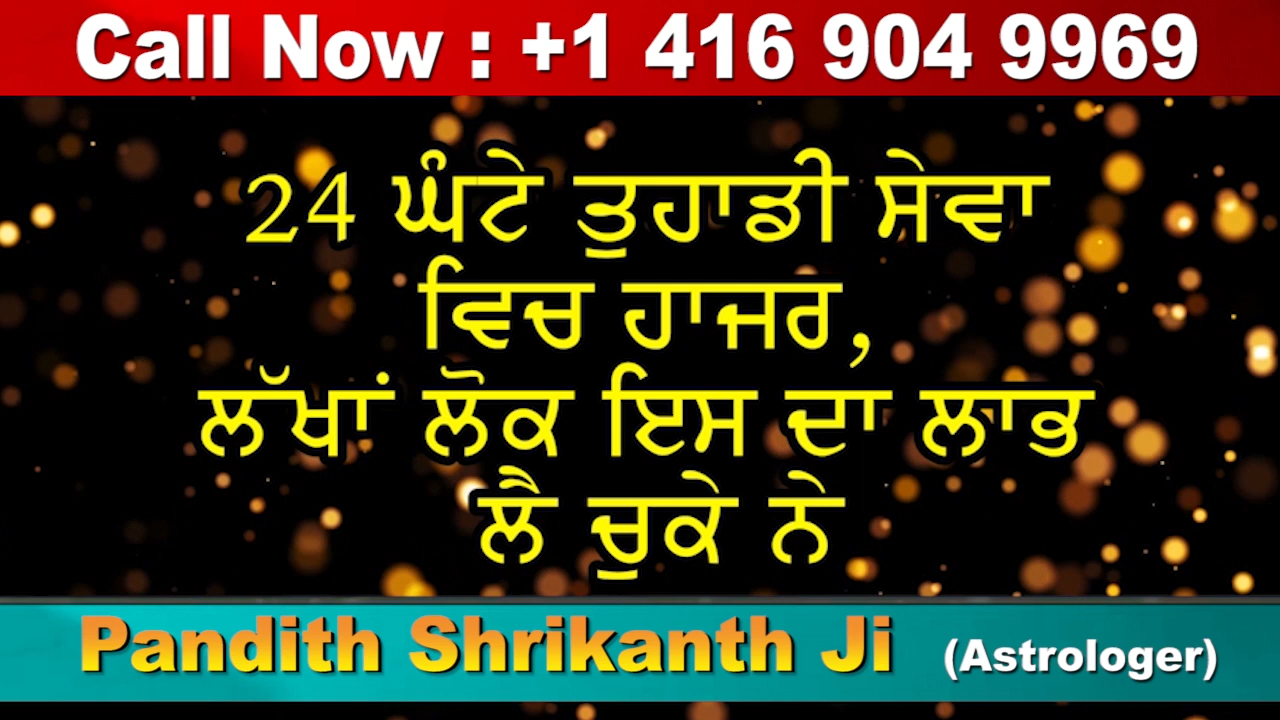 Call Now : +1 416 904 9969
24 ਘੰਟੇ ਤੁਹਾਡੀ ਸੇਵਾ
ਵਿਚ ਹਾਜਰ,
ਲੱਖਾਂ ਲੋਕ ਇਸ ਦਾ ਲਾਭ
ਲੈ ਚੁਕੇ ਨੇ
Pandith Shrikanth Ji (Astrologer)